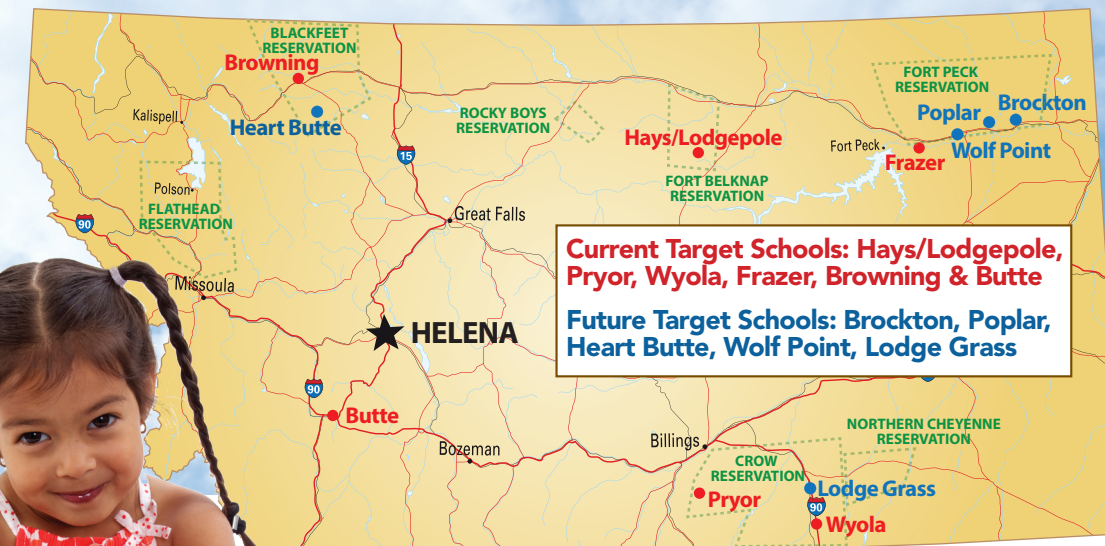 BLACKFEET
RESERVATION
Browning
Heart Butte
Kalispell
Polson
FLATHEAD
RESERVATION
90
Missoula
15
Great Falls
ROCKY BOYS
RESERVATION
Hays/Lodgepole
FORT BELKNAP
RESERVATION
FORT PECK
RESERVATION
Poplar
Brockton
Wolf Point
Fort Peck
Frazer
Current Target Schools: Hays/Lodgepole,
Pryor, Wyola, Frazer, Browning & Butte
Future Target Schools: Brockton, Poplar,
Heart Butte, Wolf Point, Lodge Grass
HELENA
90
Butte
Bozeman
Billings
NORTHERN CHEYENNE
RESERVATION
CROW
RESERVATION
Pryor
Lodge Grass
90
Wyola